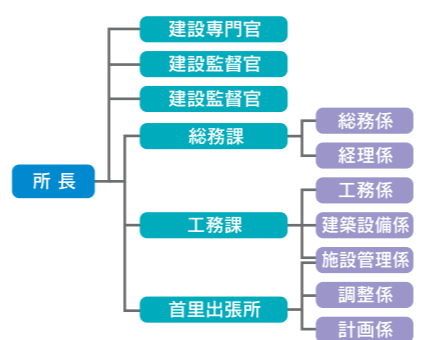 所長
建設専門官
建設監督官
建設監督官
総務課
総務係
経理係
工務課
工務係
建築設備係
施設管理係
首里出張所
調整係
計画係